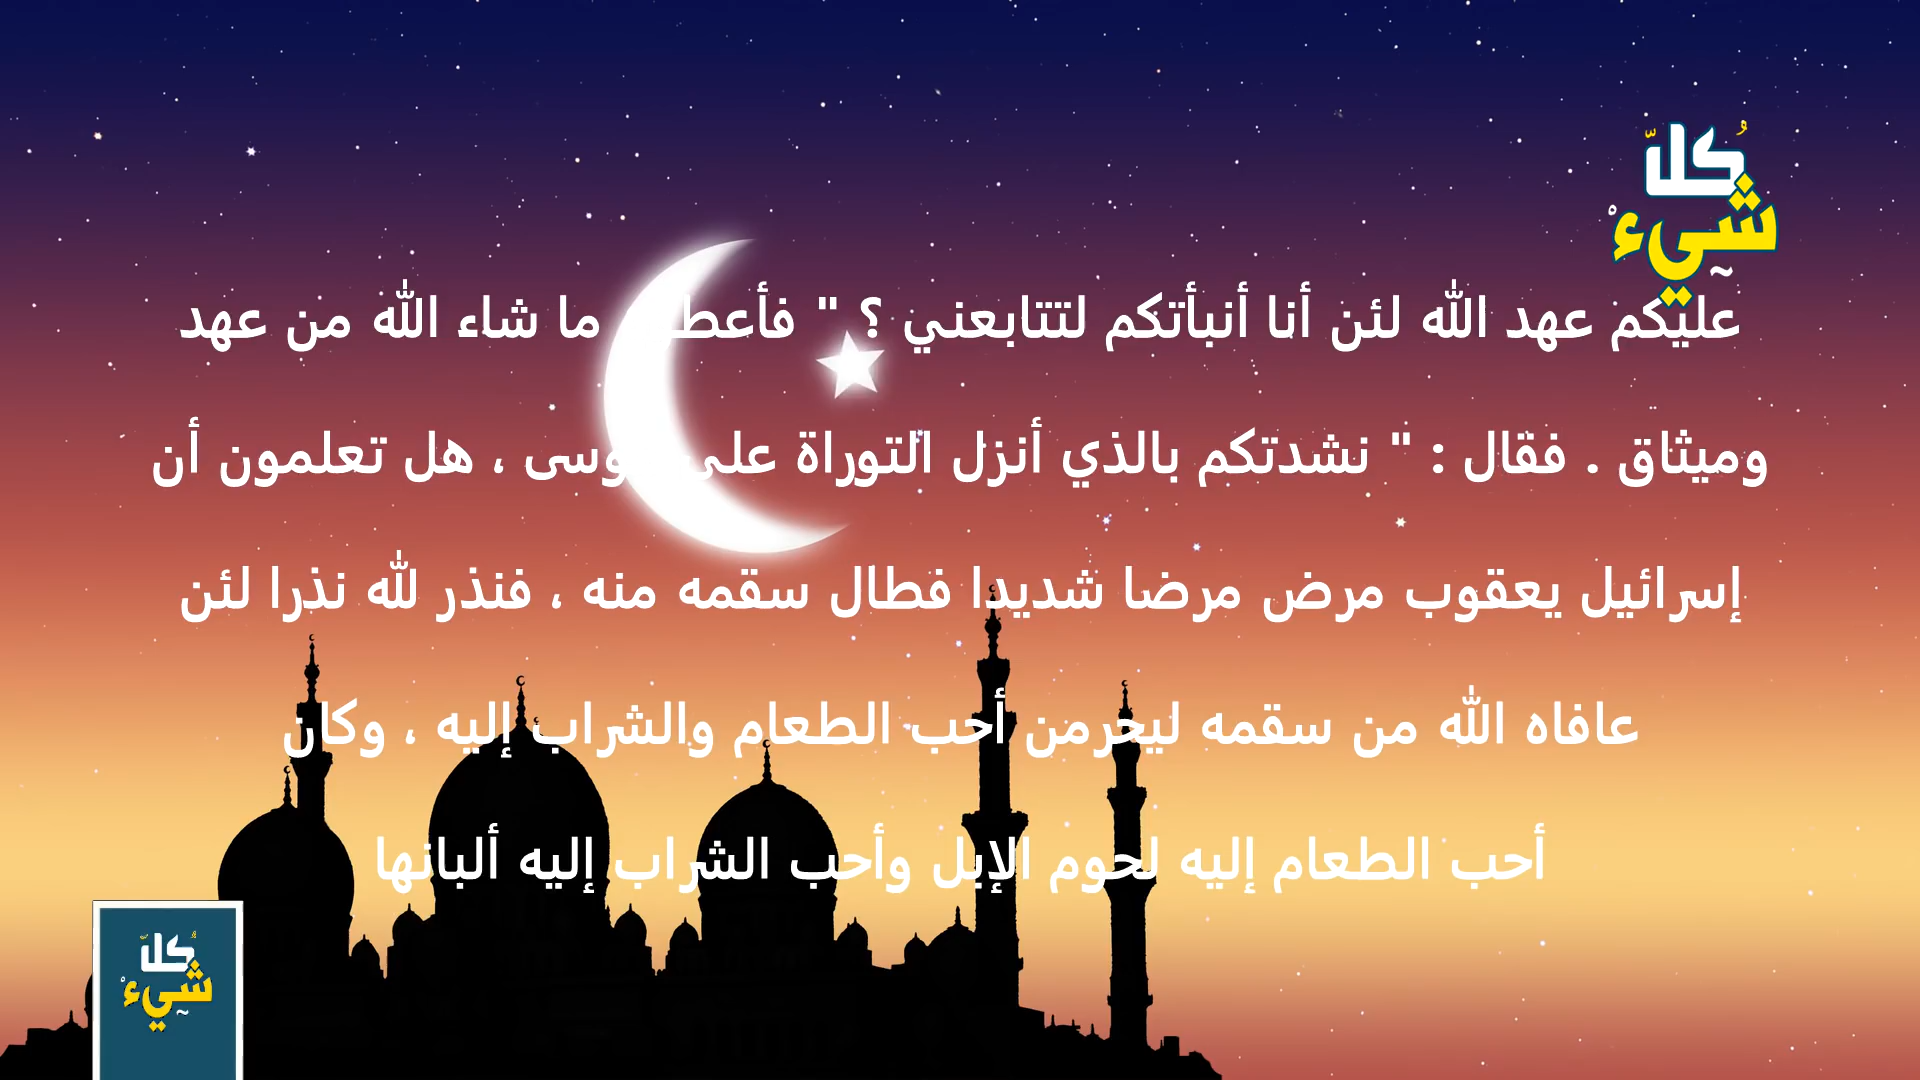 كل
شيء
عليكم عهد الله لئن أنا أنبأتكم لتتابعني ؟ " ما شاء الله من عهد
وميثاق . فقال : " نشدتكم بالذي أنزل التوراة على موسى ، هل تعلمون أن
إسرائيل يعقوب مرض مرضا شديدا فطال سقمه منه ، فنذر لله نذرا لئن
عافاه الله من سقمه ليحرمن أحب الطعام والشراب إليه ، وكان
أحب الطعام إليه لحوم الإبل وأحب الشراب إليه ألبانها
كل
شيء